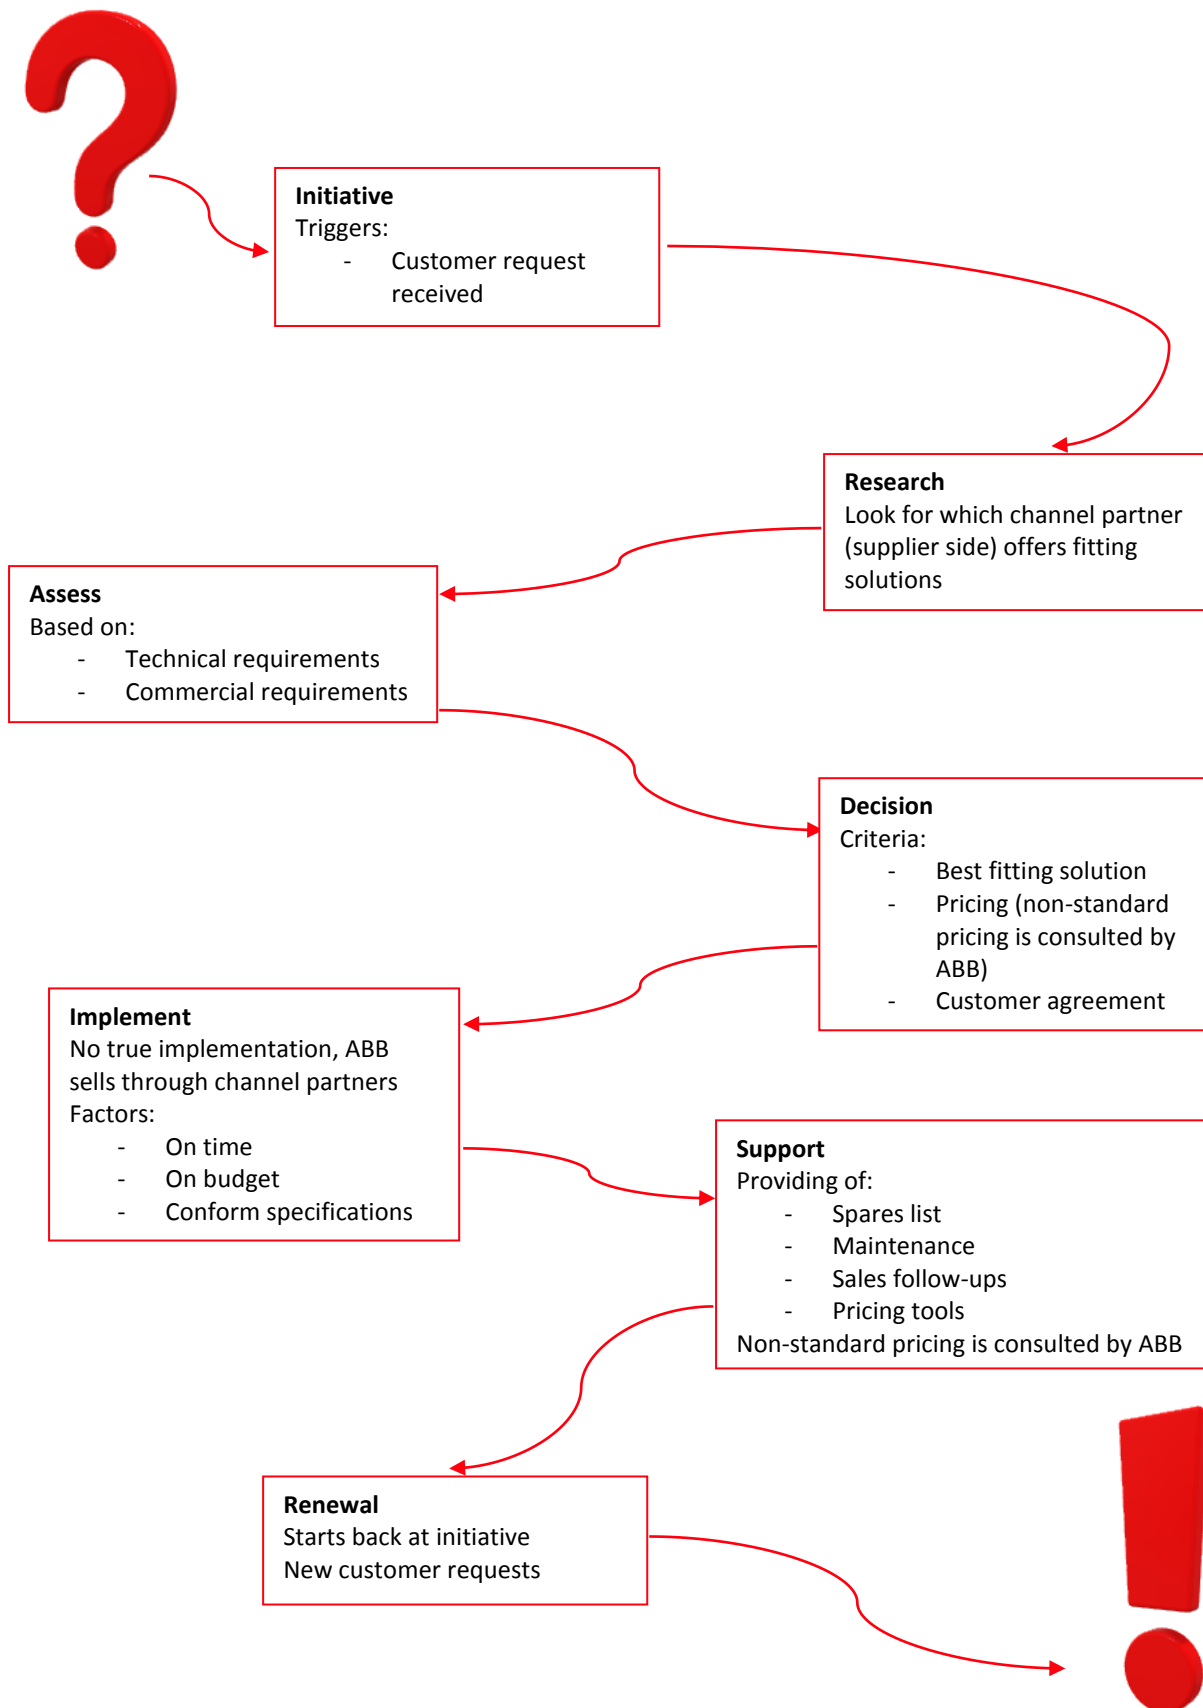 Initiative
Triggers:
- Customer request
received
Research
Look for which channel partner
(supplier side) offers fitting
solutions
Assess
Based on:
- Technical requirements
- Commercial requirements
Decision
Criteria:
- Best fitting solution
- Pricing (non-standard
pricing is consulted by
ABB)
- Customer agreement
Implement
No true implementation, ABB
sells through channel partners
Factors:
- On time
- On budget
- Conform specifications
Support
Providing of:
- Spares list
- Maintenance
- Sales follow-ups
- Pricing tools
Non-standard pricing is consulted by ABB
Renewal
Starts back at initiative
New customer requests